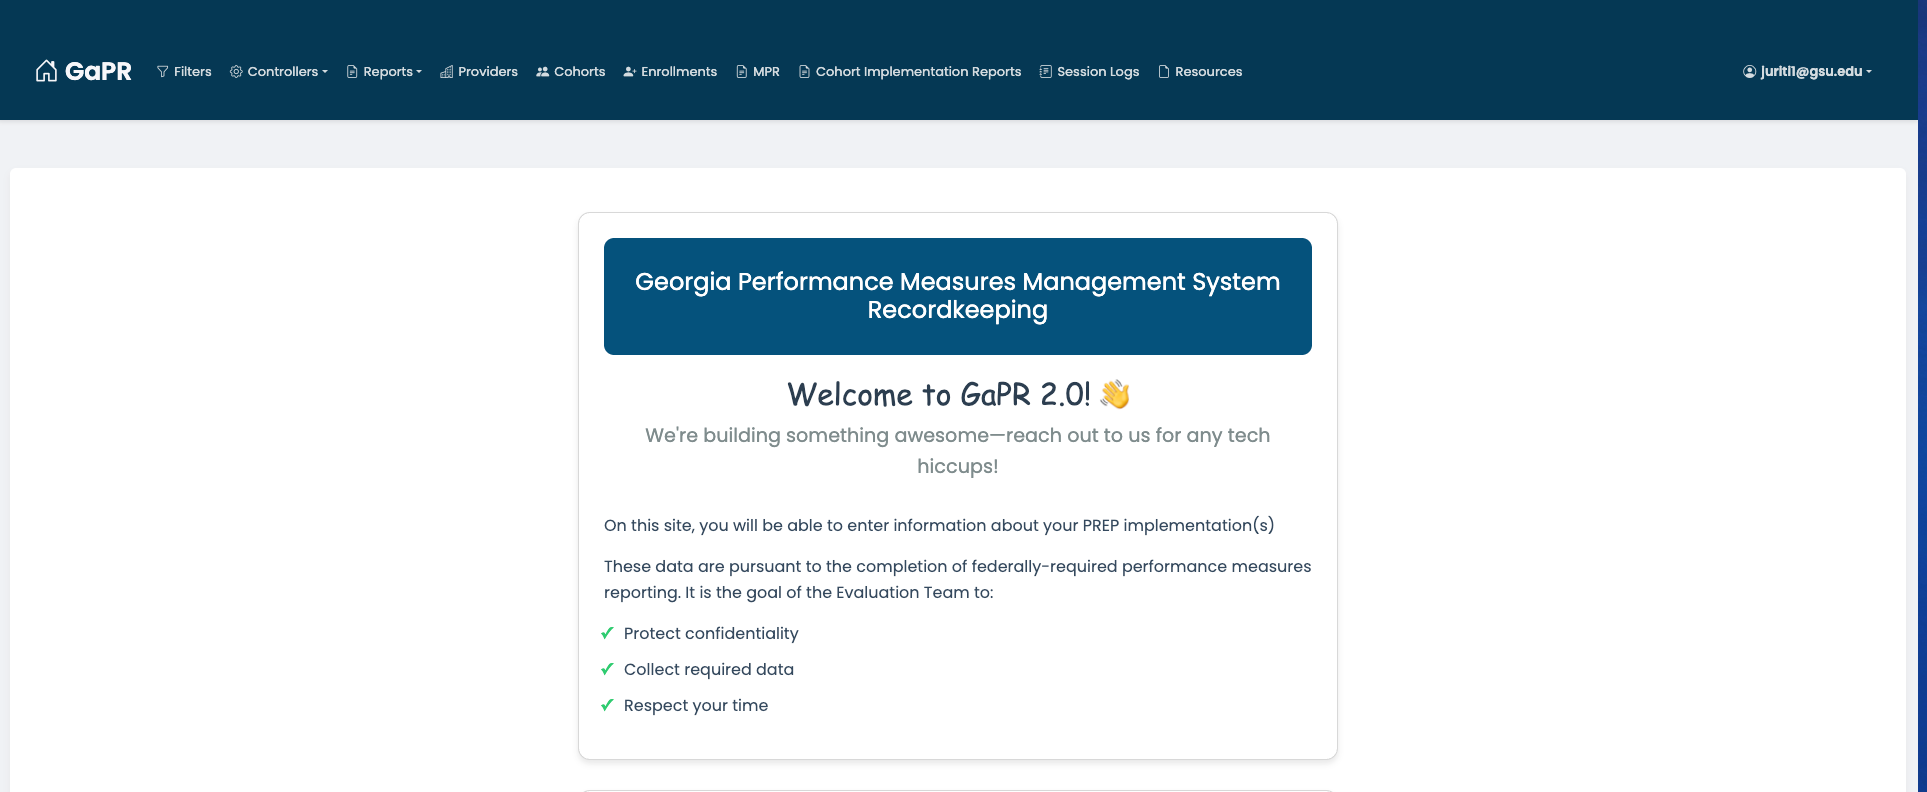 GaPR Filters Controllers Reports Providers Cohorts Enrollments MPR Cohort Implementation Reports Session Logs Resources juriti1@gsu.edu
Georgia Performance Measures Management System
Recordkeeping
Welcome to GaPR 2.0! 👋
We're building something awesome—reach out to us for any tech
hiccups!
On this site, you will be able to enter information about your PREP implementation(s)
These data are pursuant to the completion of federally-required performance measures
reporting. It is the goal of the Evaluation Team to:
✓ Protect confidentiality
✓ Collect required data
✓ Respect your time